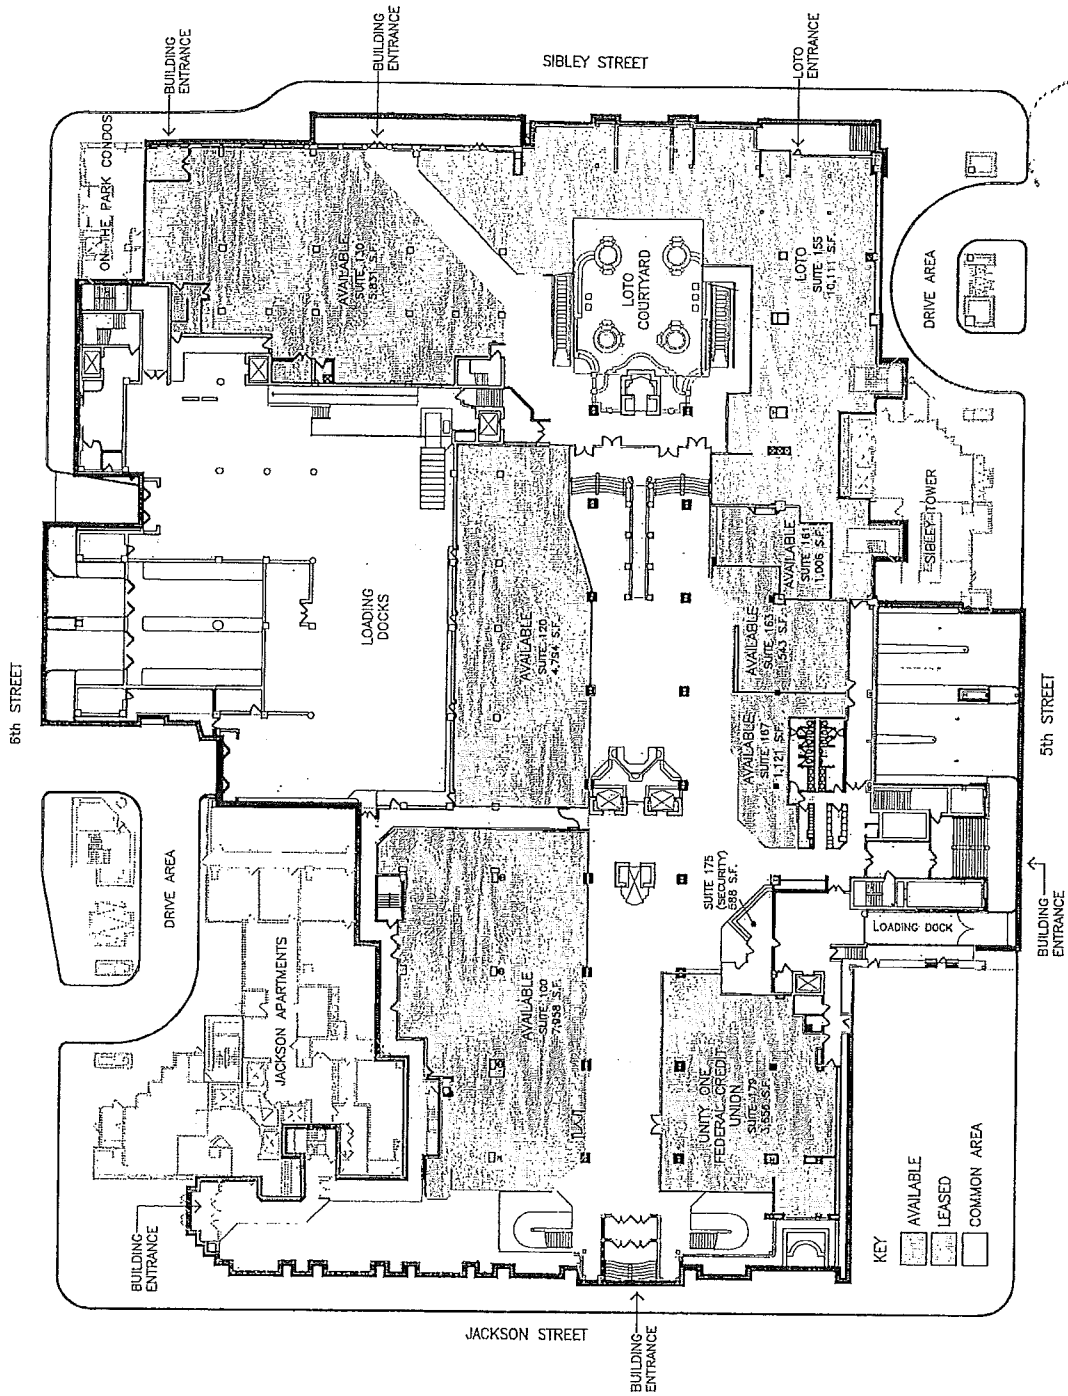 SIBLEY STREET
BUILDING
ENTRANCE
BUILDING
ENTRANCE
LOTO
ENTRANCE
ON THE PARK CONDOS
AVAILABLE
SUITE 130
5,831 S.F.
LOTO
COURTYARD
LOTO
SUITE 155
10,111 S.F.
DRIVE AREA
SIBLEY TOWER
6th STREET
LOADING
DOCKS
AVAILABLE
SUITE 120
4,754 S.F.
AVAILABLE
SUITE 161
1,006 S.F.
AVAILABLE
SUITE 163
1,543 S.F.
AVAILABLE
SUITE 167
1,121 S.F.
5th STREET
DRIVE AREA
JACKSON APARTMENTS
AVAILABLE
SUITE 100
7,958 S.F.
SUITE 175
(SECURITY)
688 S.F.
LOADING DOCK
BUILDING
ENTRANCE
UNITY ONE
FEDERAL CREDIT
UNION
SUITE 179
S.F.
BUILDING
ENTRANCE
KEY
AVAILABLE
LEASED
COMMON AREA
JACKSON STREET
BUILDING
ENTRANCE